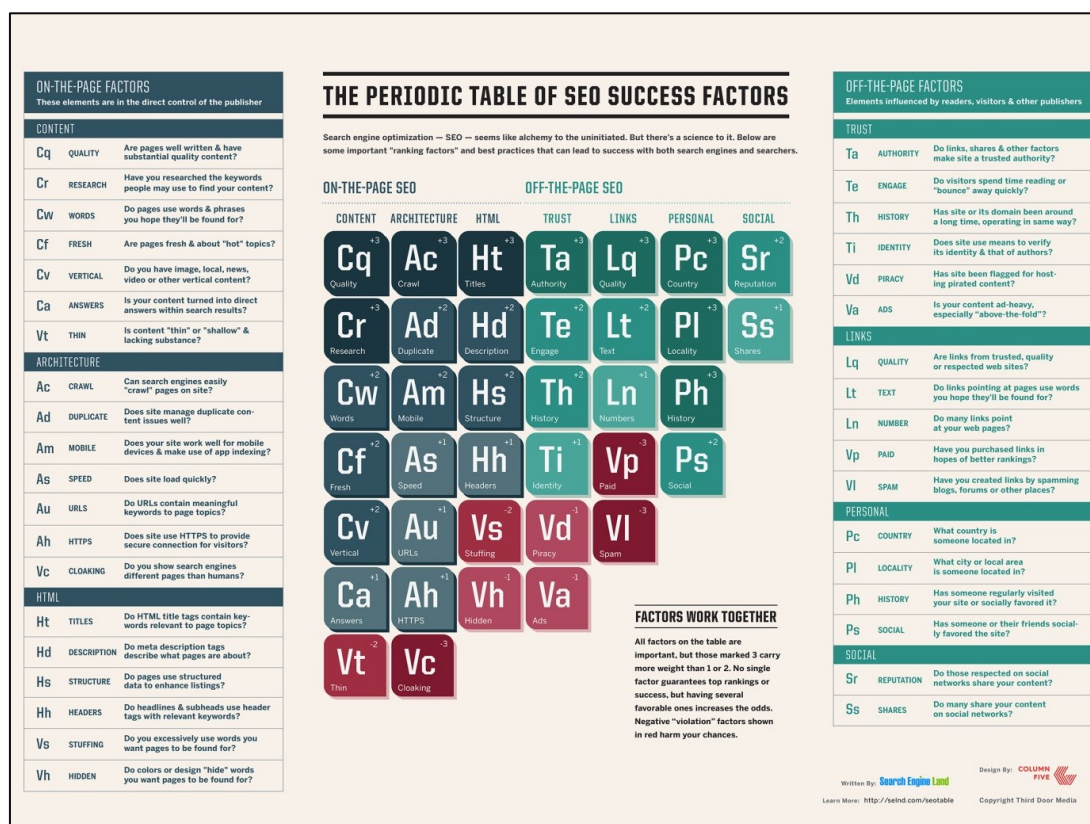 ON-THE-PAGE FACTORS
These elements are in the direct control of the publisher
CONTENT
Cq QUALITY Are pages well written & have
substantial quality content?
Cr RESEARCH Have you researched the keywords
people may use to find your content?
Cw WORDS Do pages use words & phrases
you hope they'll be found for?
Cf FRESH Are pages fresh & about "hot" topics?
Cv VERTICAL Do you have image, local, news,
video or other vertical content?
Ca ANSWERS Is your content turned into direct
answers within search results?
Vt THIN Is content "thin" or "shallow" &
lacking substance?
ARCHITECTURE
Ac CRAWL Can search engines easily
"crawl" pages on site?
Ad DUPLICATE Does site manage duplicate con-
tent issues well?
Am MOBILE Does your site work well for mobile
devices & make use of app indexing?
As SPEED Does site load quickly?
Au URLS Do URLs contain meaningful
keywords to page topics?
Ah HTTPS Does site use HTTPS to provide
secure connection for visitors?
Vc CLOAKING Do you show search engines
different pages than humans?
HTML
Ht TITLES Do HTML title tags contain key-
words relevant to page topics?
Hd DESCRIPTION Do meta description tags
describe what pages are about?
Hs STRUCTURE Do pages use structured
data to enhance listings?
Hh HEADERS Do headlines & subheads use header
tags with relevant keywords?
Vs STUFFING Do you excessively use words you
want pages to be found for?
Vh HIDDEN Do colors or design "hide" words
you want pages to be found for?
THE PERIODIC TABLE OF SEO SUCCESS FACTORS
Search engine optimization — SEO — seems like alchemy to the uninitiated. But there's a science to it. Below are
some important "ranking factors" and best practices that can lead to success with both search engines and searchers.
ON-THE-PAGE SEO OFF-THE-PAGE SEO
CONTENT ARCHITECTURE HTML TRUST LINKS PERSONAL SOCIAL
+3 +3 +3 +3 +3 +3 +2
Cq Ac Ht Ta Lq Pc Sr
Quality Crawl Titles Authority Quality Country Reputation
+3 +2 +2 +2 +2 +3 +1
Cr Ad Hd Te Lt Pl Ss
Research Duplicate Description Engage Text Locality Shares
+2 +2 +2 +2 +1 +3
Cw Am Hs Th Ln Ph
Words Mobile Structure History Numbers History
+2 +1 +1 +1 -3 +2
Cf As Hh Ti Vp Ps
Fresh Speed Headers Identity Paid Social
+2 +1 -2 -1 -3
Cv Au Vs Vd Vl
Vertical URLs Stuffing Piracy Spam
+1 +1 -1 -1
Ca Ah Vh Va
Answers HTTPS Hidden Ads
-2 -3
Vt Vc
Thin Cloaking
FACTORS WORK TOGETHER
All factors on the table are
important, but those marked 3 carry
more weight than 1 or 2. No single
factor guarantees top rankings or
success, but having several
favorable ones increases the odds.
Negative "violation" factors shown
in red harm your chances.
OFF-THE-PAGE FACTORS
Elements influenced by readers, visitors & other publishers
TRUST
Ta AUTHORITY Do links, shares & other factors
make site a trusted authority?
Te ENGAGE Do visitors spend time reading or
"bounce" away quickly?
Th HISTORY Has site or its domain been around
a long time, operating in same way?
Ti IDENTITY Does site use means to verify
its identity & that of authors?
Vd PIRACY Has site been flagged for host-
ing pirated content?
Va ADS Is your content ad-heavy,
especially "above-the-fold"?
LINKS
Lq QUALITY Are links from trusted, quality
or respected web sites?
Lt TEXT Do links pointing at pages use words
you hope they'll be found for?
Ln NUMBER Do many links point
at your web pages?
Vp PAID Have you purchased links in
hopes of better rankings?
Vl SPAM Have you created links by spamming
blogs, forums or other places?
PERSONAL
Pc COUNTRY What country is
someone located in?
Pl LOCALITY What city or local area
is someone located in?
Ph HISTORY Has someone regularly visited
your site or socially favored it?
Ps SOCIAL Has someone or their friends social-
ly favored the site?
SOCIAL
Sr REPUTATION Do those respected on social
networks share your content?
Ss SHARES Do many share your content
on social networks?
Written By: Search Engine Land
Design By: COLUMN
FIVE
Learn More: http://selnd.com/seotable
Copyright Third Door Media